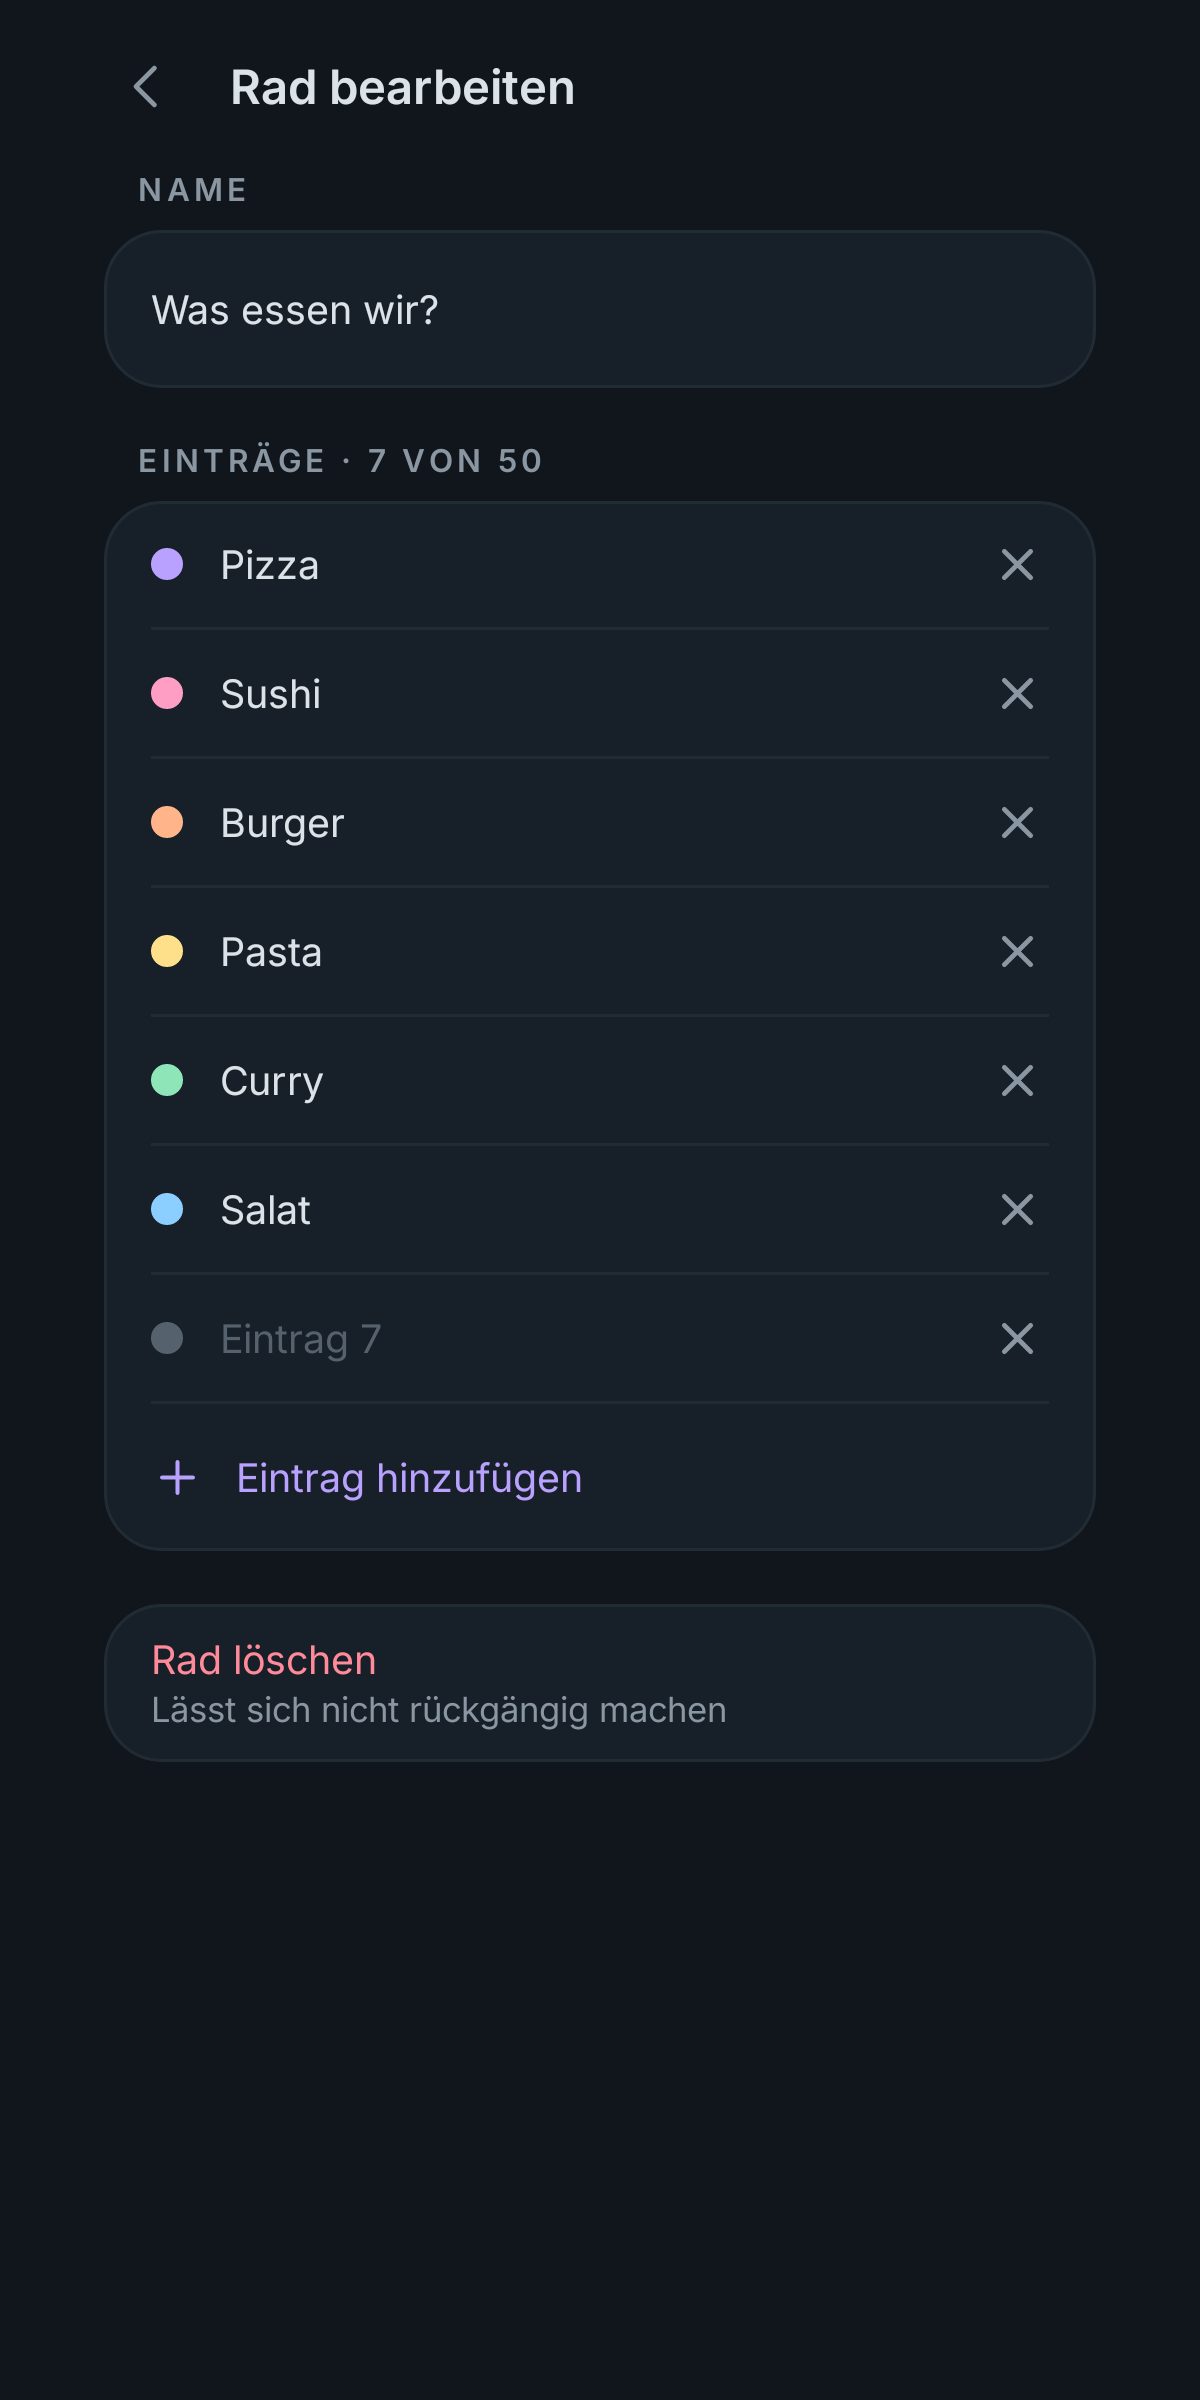 Rad bearbeiten
NAME
Was essen wir?
EINTRÄGE · 7 VON 50
Pizza
Sushi
Burger
Pasta
Curry
Salat
Eintrag 7
Eintrag hinzufügen
Rad löschen
Lässt sich nicht rückgängig machen